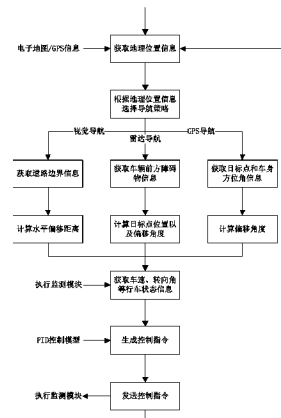 电子地图/GPS信息
获取地理位置信息
根据地理位置信息
选择导航策略
视觉导航
雷达导航
GPS导航
获取道路边界信息
获取车辆前方障碍
物信息
获取目标点和车身
方位角信息
计算水平偏移距离
计算目标点位置以
及偏移角度
计算偏移角度
执行监测模块
获取车速、转向角
等行车状态信息
PID控制模型
生成控制指令
执行监测模块
发送控制指令